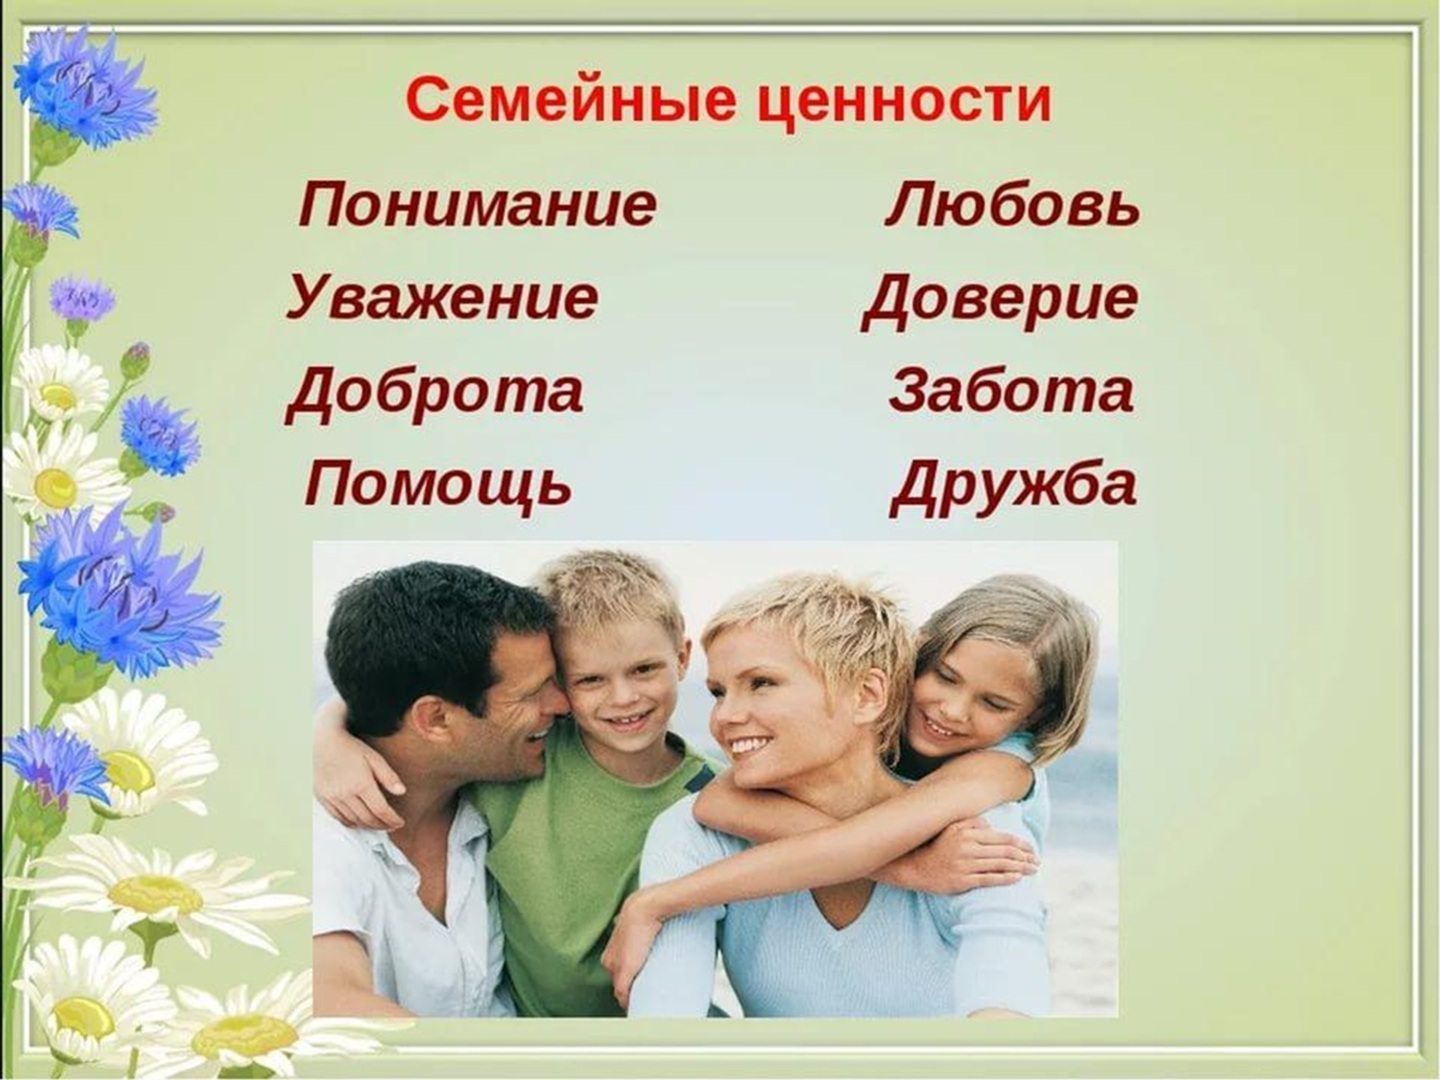 Семейные ценности
Понимание Любовь
Уважение Доверие
Доброта Забота
Помощь Дружба